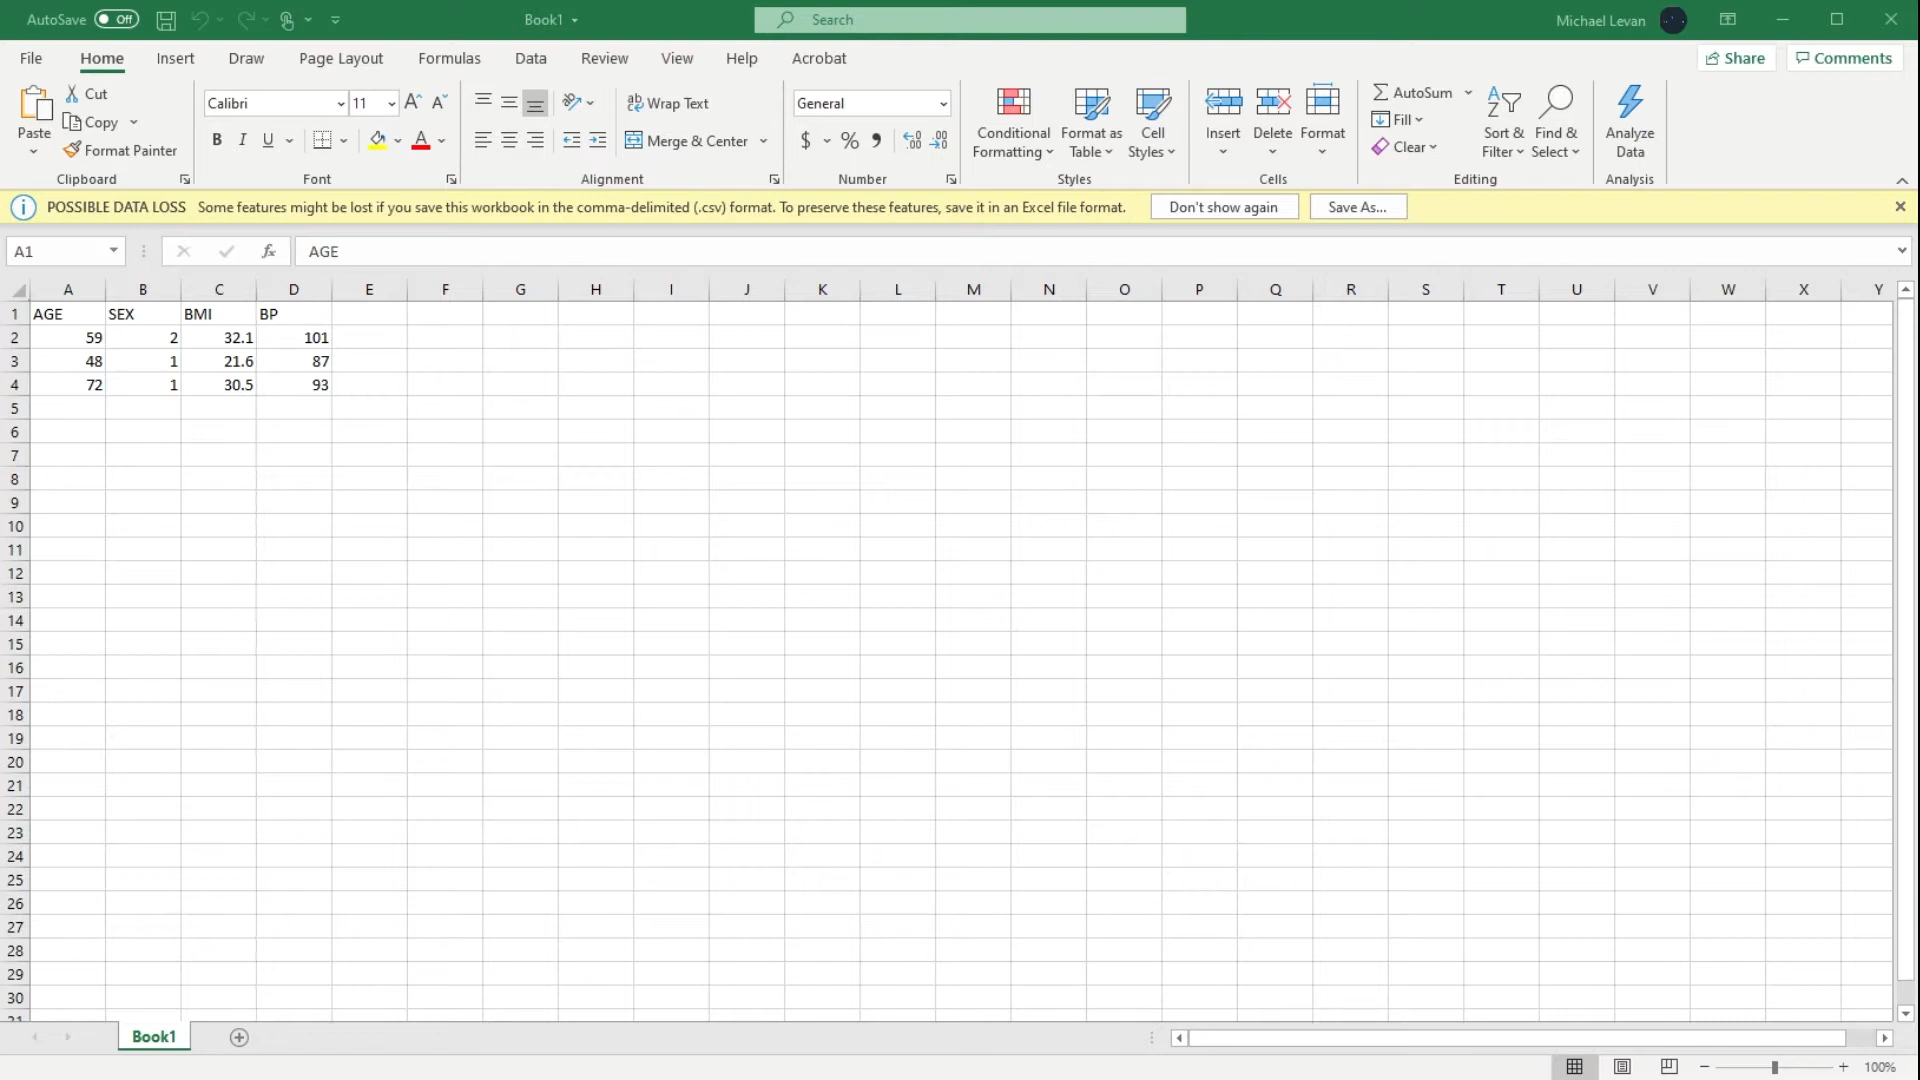 AutoSave Off Book1 Search Michael Levan
File Home Insert Draw Page Layout Formulas Data Review View Help Acrobat Share Comments
Paste
Cut
Copy
Format Painter
Clipboard
Calibri 11
B I U A
Font
Wrap Text
Merge & Center
Alignment
General
$ % ,
Number
Conditional Formatting
Format as Table
Cell Styles
Styles
Insert Delete Format
Cells
AutoSum
Fill
Clear
Sort & Filter
Find & Select
Editing
Analyze Data
Analysis
POSSIBLE DATA LOSS Some features might be lost if you save this workbook in the comma-delimited (.csv) format. To preserve these features, save it in an Excel file format. Don't show again Save As...
A1 fx AGE
A B C D E F G H I J K L M N O P Q R S T U V W X Y
1 AGE SEX BMI BP
2 59 2 32.1 101
3 48 1 21.6 87
4 72 1 30.5 93
5
6
7
8
9
10
11
12
13
14
15
16
17
18
19
20
21
22
23
24
25
26
27
28
29
30
Book1
100%